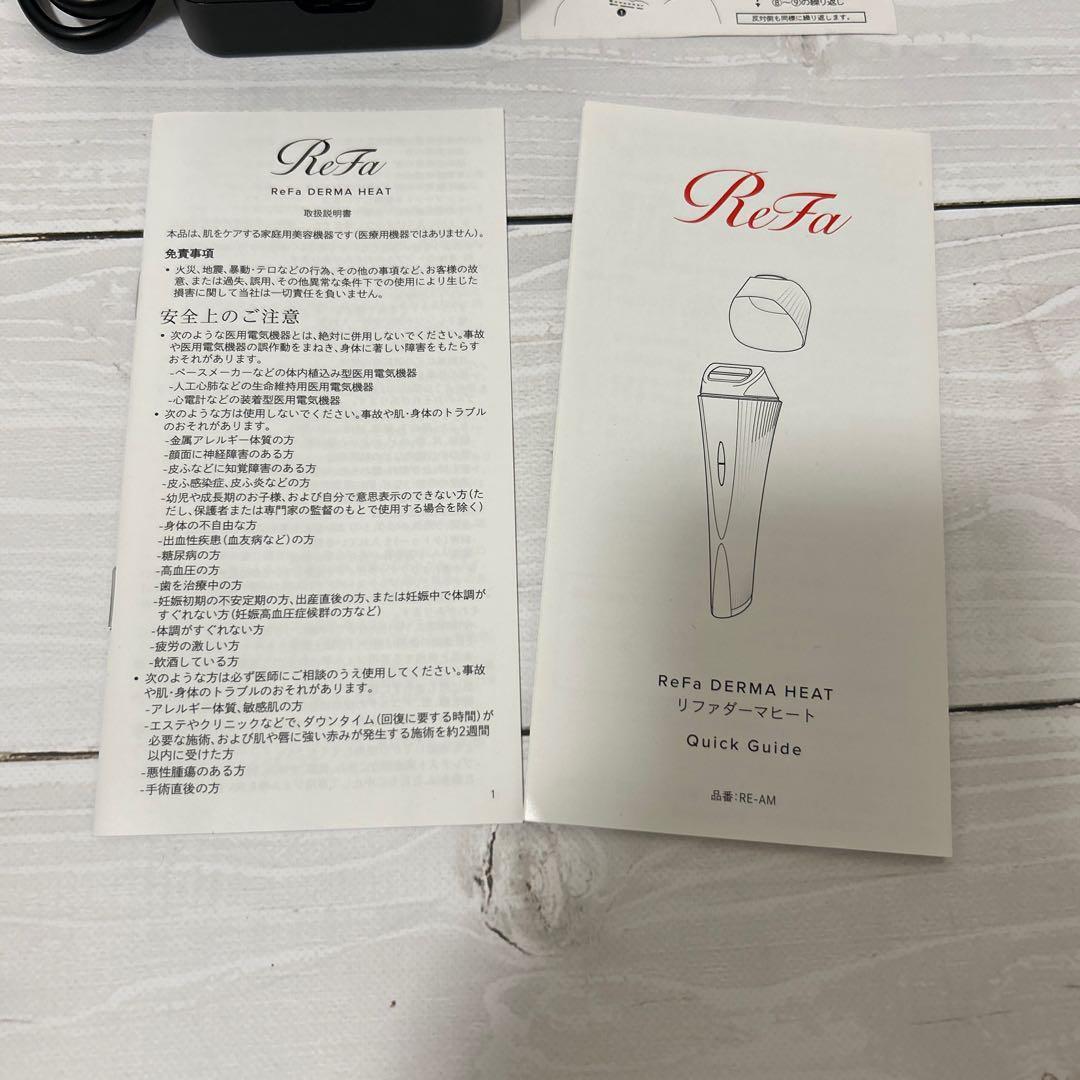 ❶
⑧〜⑨の繰り返し
反対側も同様に繰り返します。
ReFa
ReFa DERMA HEAT
取扱説明書
本品は、肌をケアする家庭用美容機器です(医療用機器ではありません)。
免責事項
• 火災、地震、暴動・テロなどの行為、その他の事項など、お客様の故
意、または過失、誤用、その他異常な条件下での使用により生じた
損害に関して当社は一切責任を負いません。
安全上のご注意
• 次のような医用電気機器とは、絶対に併用しないでください。事故
や医用電気機器の誤作動をまねき、身体に著しい障害をもたらす
おそれがあります。
-ペースメーカーなどの体内植込み型医用電気機器
-人工心肺などの生命維持用医用電気機器
-心電計などの装着型医用電気機器
• 次のような方は使用しないでください。事故や肌・身体のトラブル
のおそれがあります。
-金属アレルギー体質の方
-顔面に神経障害のある方
-皮ふなどに知覚障害のある方
-皮ふ感染症、皮ふ炎などの方
-幼児や成長期のお子様、および自分で意思表示のできない方(た
だし、保護者または専門家の監督のもとで使用する場合を除く)
-身体の不自由な方
-出血性疾患(血友病など)の方
-糖尿病の方
-高血圧の方
-歯を治療中の方
-妊娠初期の不安定期の方、出産直後の方、または妊娠中で体調が
すぐれない方(妊娠高血圧症候群の方など)
-体調がすぐれない方
-疲労の激しい方
-飲酒している方
• 次のような方は必ず医師にご相談のうえ使用してください。事故
や肌・身体のトラブルのおそれがあります。
-アレルギー体質、敏感肌の方
-エステやクリニックなどで、ダウンタイム(回復に要する時間)が
必要な施術、および肌や唇に強い赤みが発生する施術を約2週間
以内に受けた方
-悪性腫瘍のある方
-手術直後の方
1
ReFa
ReFa DERMA HEAT
リファダーマヒート
Quick Guide
品番:RE-AM